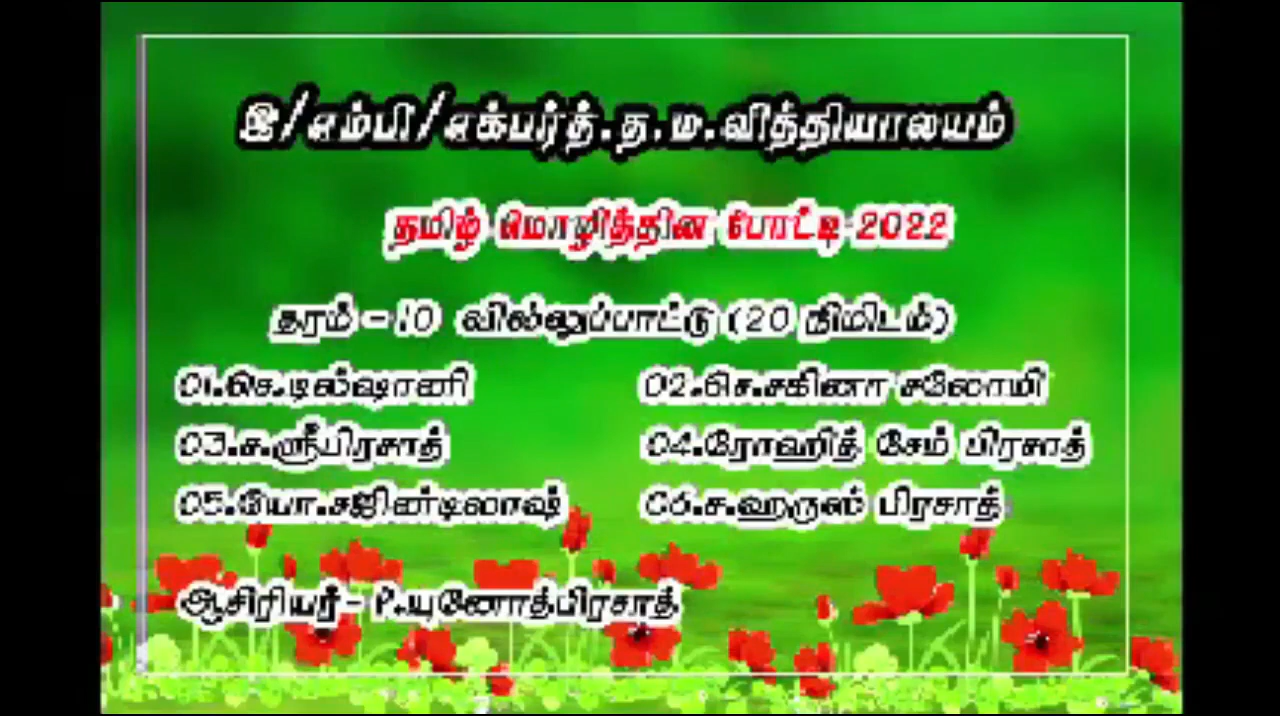 இ/எம்பி/எக்பர்த்.த.ம.வித்தியாலயம்
தமிழ் மொழித்தின போட்டி-2022
தரம் - 10 வில்லுப்பாட்டு (20 நிமிடம்)
01.செ.டில்ஷாணி 02.செ.சகினா சலோமி
03.ச.ஸ்ரீபிரசாத் 04.ரோஹித் சேம் பிரசாத்
05.யோ.சஜிண்டிலாஷ் 06.ச.ஹருஸ் பிரசாத்
ஆசிரியர்- P.யுனோத்பிரசாத்